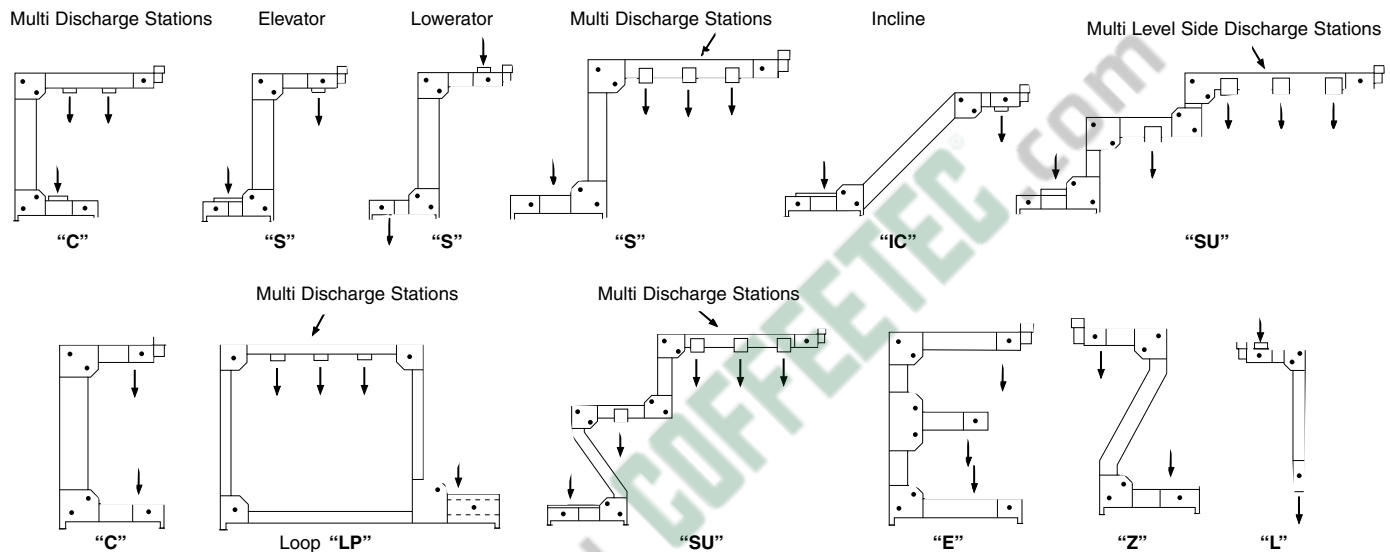 Multi Discharge Stations
Elevator
Lowerator
Multi Discharge Stations
Incline
Multi Level Side Discharge Stations
“C”
“S”
“S”
“S”
“IC”
“SU”
Multi Discharge Stations
Multi Discharge Stations
“C”
Loop “LP”
“SU”
“E”
“Z”
“L”
COFFEETEC®.com